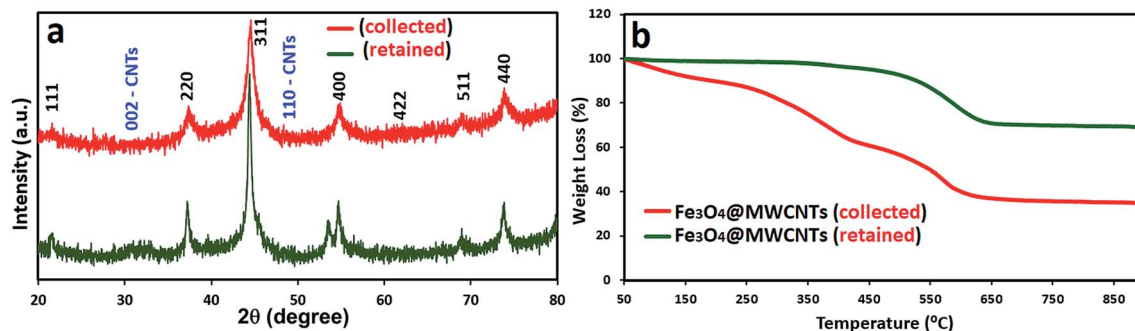 a
(collected)
(retained)
111
002 - CNTs
220
311
110 - CNTs
400
422
511
440
Intensity (a.u.)
20 30 40 50 60 70 80
2θ (degree)
b
120
100
80
60
40
20
0
Weight Loss (%)
Fe₃O₄@MWCNTs (collected)
Fe₃O₄@MWCNTs (retained)
50 150 250 350 450 550 650 750 850
Temperature (⁰C)